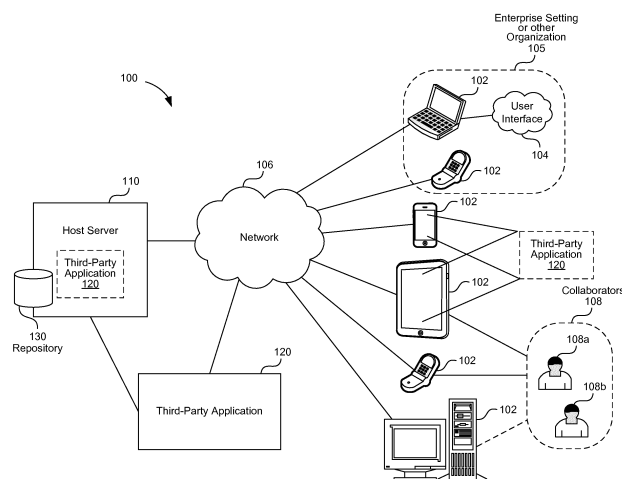 Enterprise Setting
or other
Organization
105
102
User
Interface
104
100
102
110
106
102
Host Server
Network
Third-Party
Application
120
Third-Party
Application
120
102
130
Repository
Collaborators
108
108a
102
120
108b
Third-Party Application
102